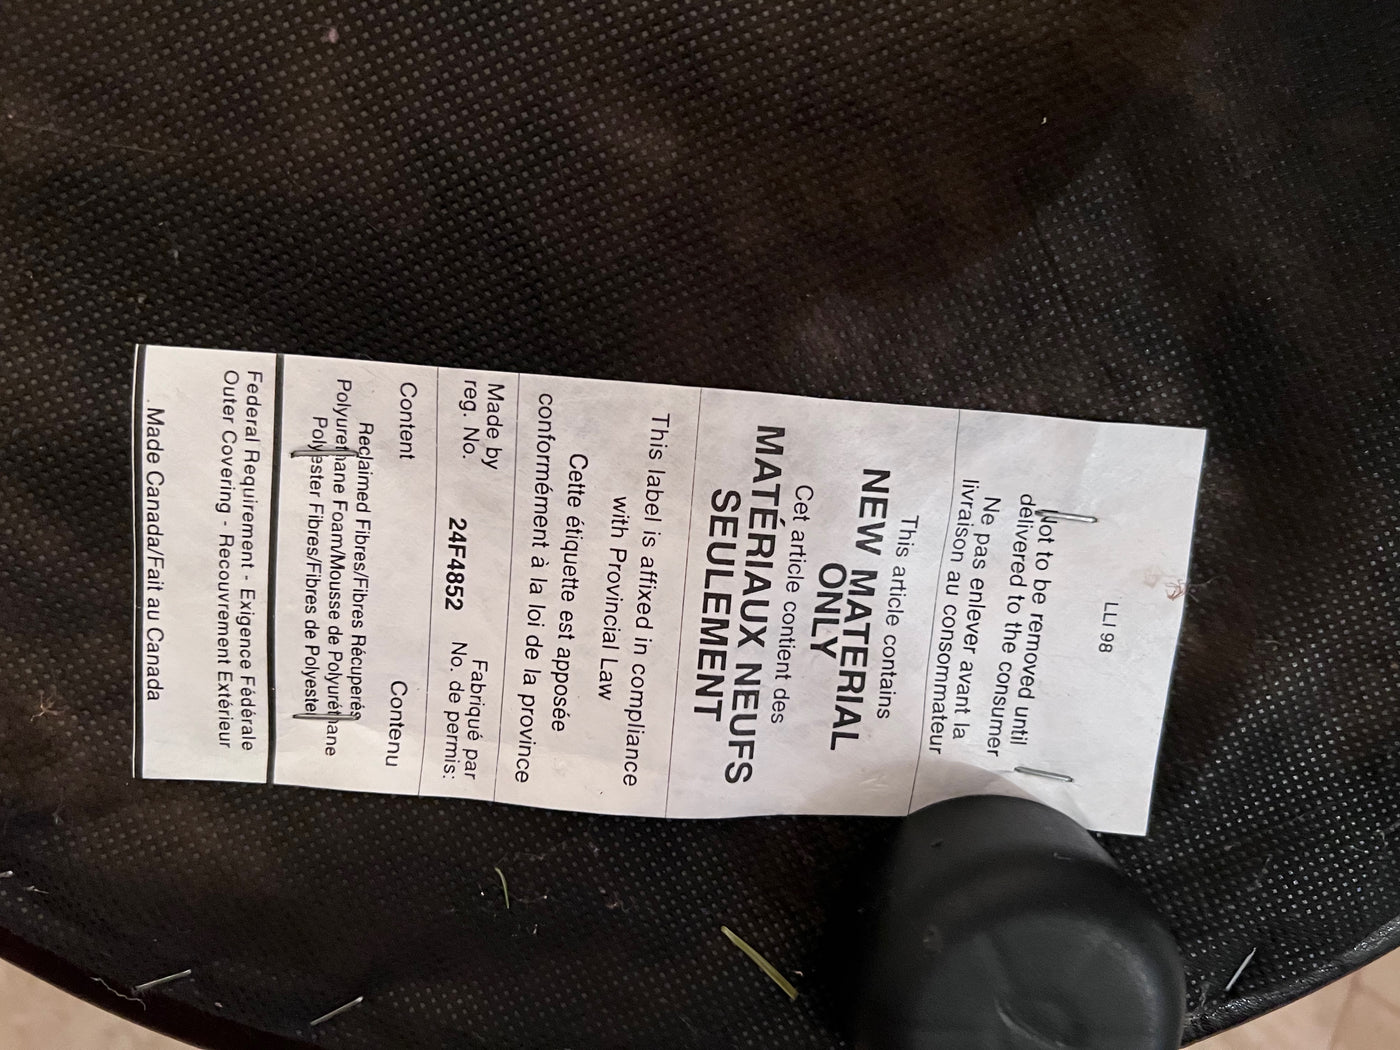 LLI 98
Not to be removed until
delivered to the consumer
Ne pas enlever avant la
livraison au consommateur
This article contains
NEW MATERIAL
ONLY
Cet article contient des
MATÉRIAUX NEUFS
SEULEMENT
This label is affixed in compliance
with Provincial Law
Cette étiquette est apposée
conformément à la loi de la province
Made by Fabriqué par
reg. No. 24F4852 No. de permis:
Content Contenu
Reclaimed Fibres/Fibres Récuperés
Polyurethane Foam/Mousse de Polyuréthane
Polyester Fibres/Fibres de Polyester
Federal Requirement - Exigence Fédérale
Outer Covering - Recouvrement Extérieur
Made Canada/Fait au Canada